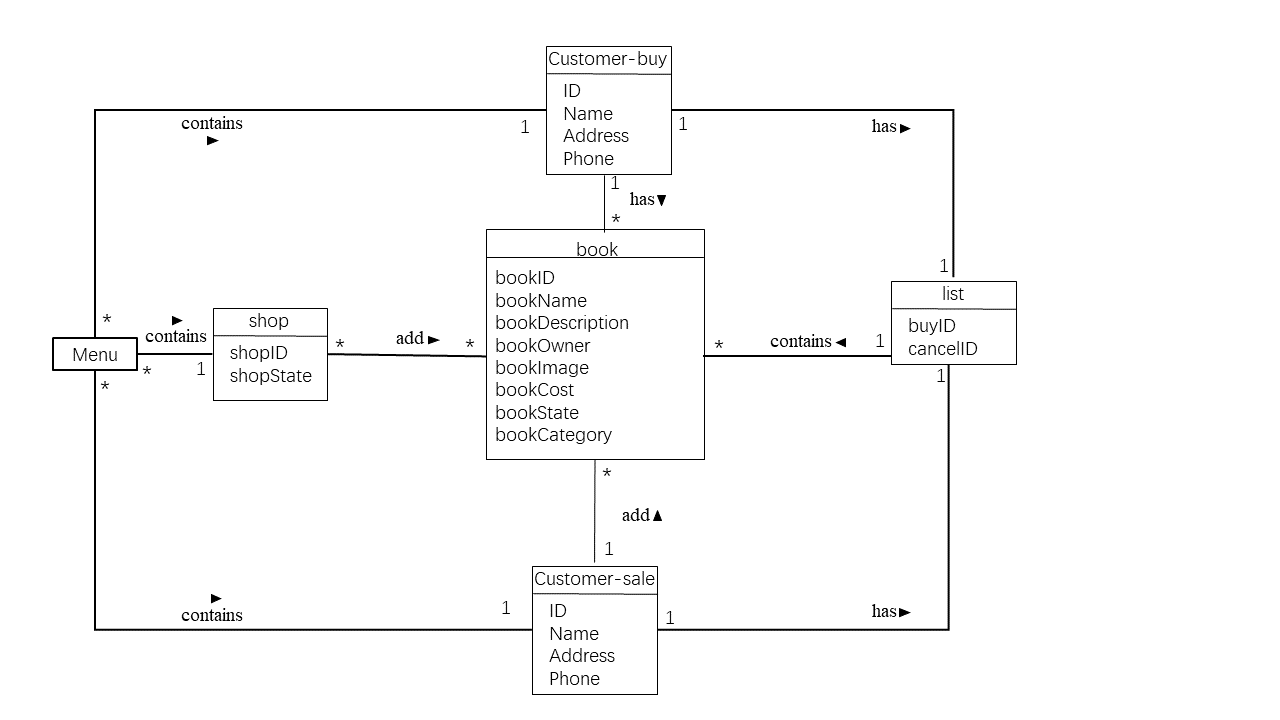 Customer-buy
ID
Name
Address
Phone
contains
1
1
has
1
has
*
book
bookID
bookName
bookDescription
bookOwner
bookImage
bookCost
bookState
bookCategory
1
list
buyID
cancelID
*
contains
shop
shopID
shopState
Menu
*
1
*
add
*
*
contains
1
*
1
*
add
1
Customer-sale
ID
Name
Address
Phone
contains
1
1
has